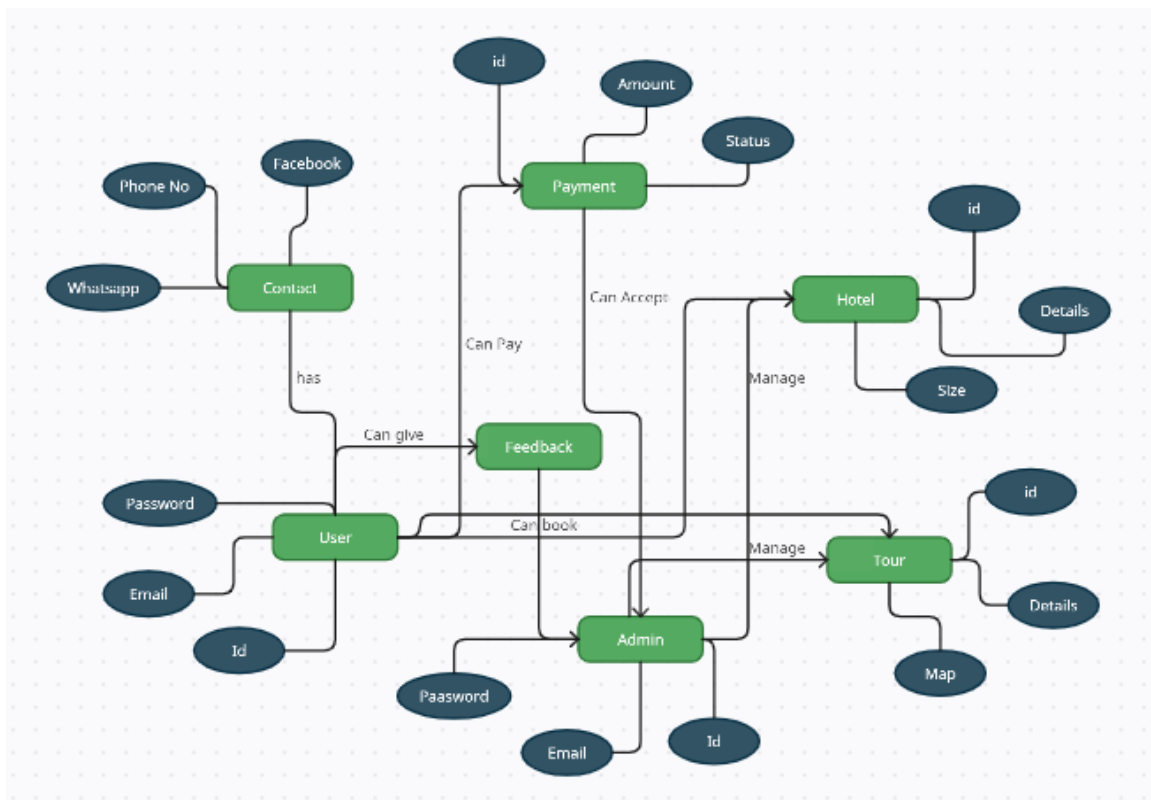 id
Amount
Status
Payment
Facebook
Phone No
Whatsapp
Contact
id
Hotel
Details
Size
Can Accept
Can Pay
has
Manage
Can give
Feedback
Password
User
Can book
Email
Id
Manage
id
Tour
Details
Map
Admin
Paasword
Email
Id